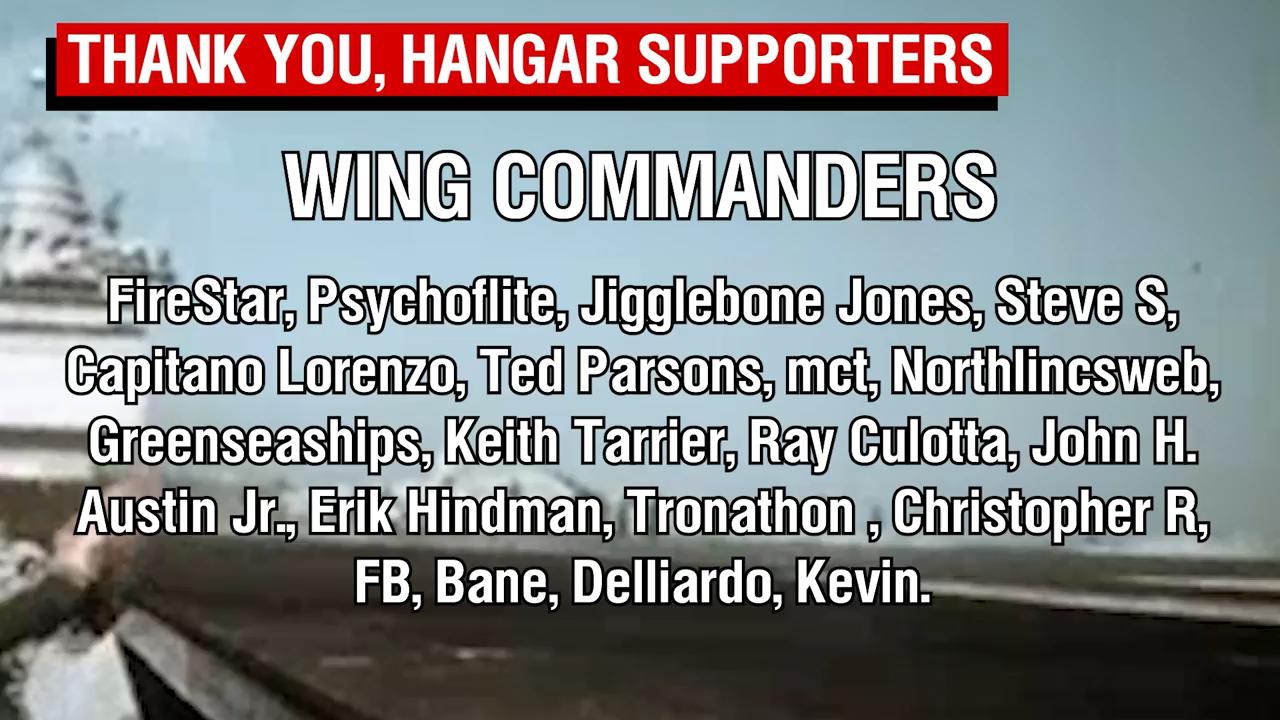 THANK YOU, HANGAR SUPPORTERS
WING COMMANDERS
FireStar, Psychoflite, Jigglebone Jones, Steve S,
Capitano Lorenzo, Ted Parsons, mct, Northlincsweb,
Greenseaships, Keith Tarrier, Ray Culotta, John H.
Austin Jr., Erik Hindman, Tronathon , Christopher R,
FB, Bane, Delliardo, Kevin.